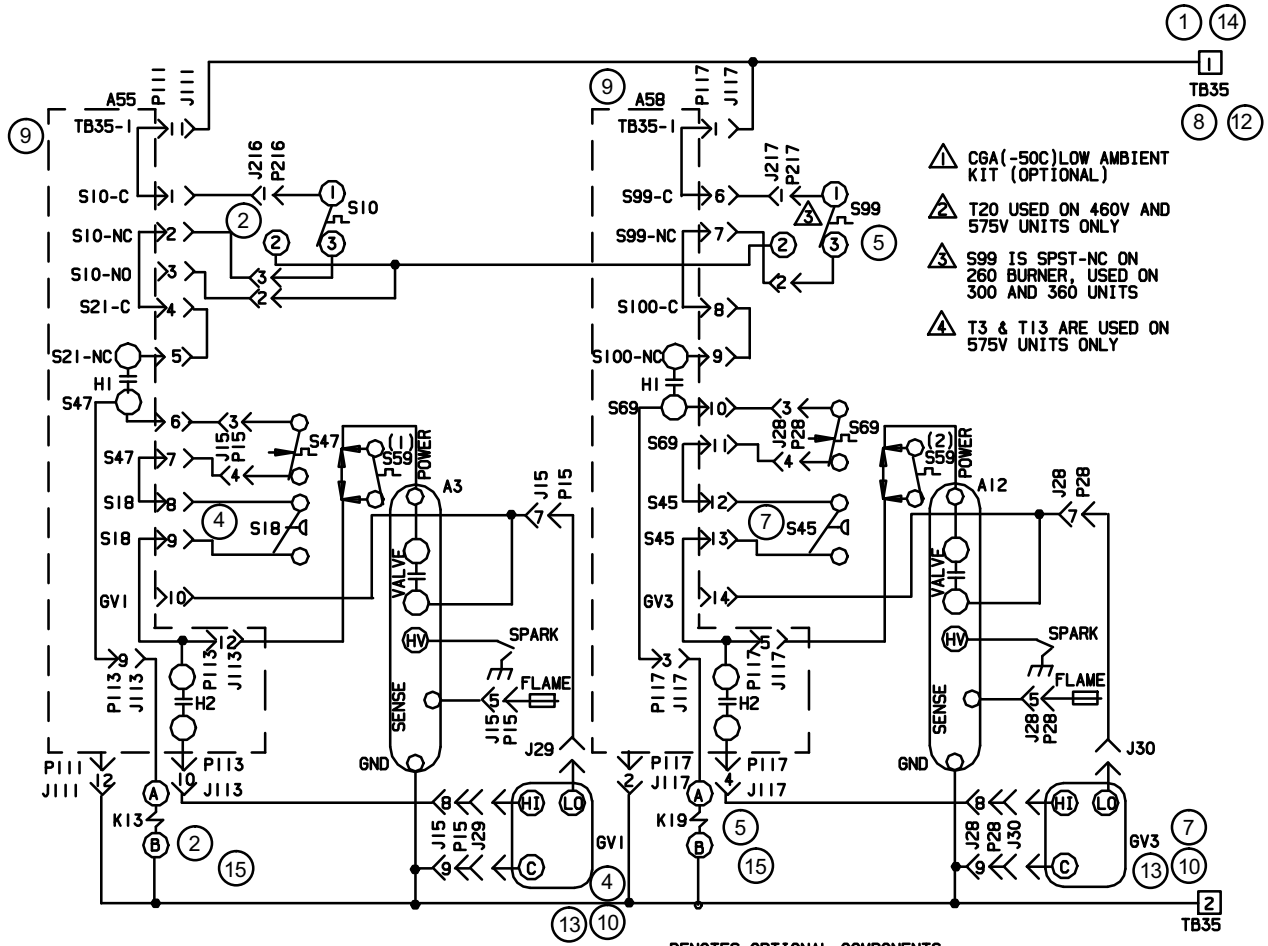 1 14
1
TB35
8 12
9
A55
P111
J111
TB35-1
11
S10-C
1
J216
P216
1
1
S10
2
S10-NC
2
2
3
3
S10-NO
3
2
S21-C
4
S21-NC
5
H1
S47
6
3
J15
P15
S47
S47
7
4
S18
8
4
S18
S18
9
GV1
10
12
P113
J113
9
P113
J113
H2
P111
12
J111
10
P113
J113
A
K13
B
2
15
(1)
S59
POWER
A3
VALVE
HV
SPARK
SENSE
5
FLAME
J15
P15
GND
J15
7
P15
J29
8
J15
P15
J29
HI
LO
9
C
GV1
4
13 10
9
A58
P117
J117
TB35-1
1
S99-C
6
J217
P217
1
1
3
S99
5
S99-NC
7
2
3
2
S100-C
8
S100-NC
9
H1
S69
10
3
J28
P28
S69
S69
11
4
S45
12
7
S45
S45
13
GV3
14
5
P117
J117
3
P117
J117
H2
P117
2
J117
4
P117
J117
A
K19
B
5
15
(2)
S59
POWER
A12
VALVE
HV
SPARK
SENSE
5
FLAME
J28
P28
GND
J28
7
P28
J30
8
J28
P28
J30
HI
LO
9
C
GV3
7
13 10
1 CGA(-50C)LOW AMBIENT
KIT (OPTIONAL)
2 T20 USED ON 460V AND
575V UNITS ONLY
3 S99 IS SPST-NC ON
260 BURNER, USED ON
300 AND 360 UNITS
4 T3 & T13 ARE USED ON
575V UNITS ONLY
2
TB35
DENOTES OPTIONAL COMPONENTS